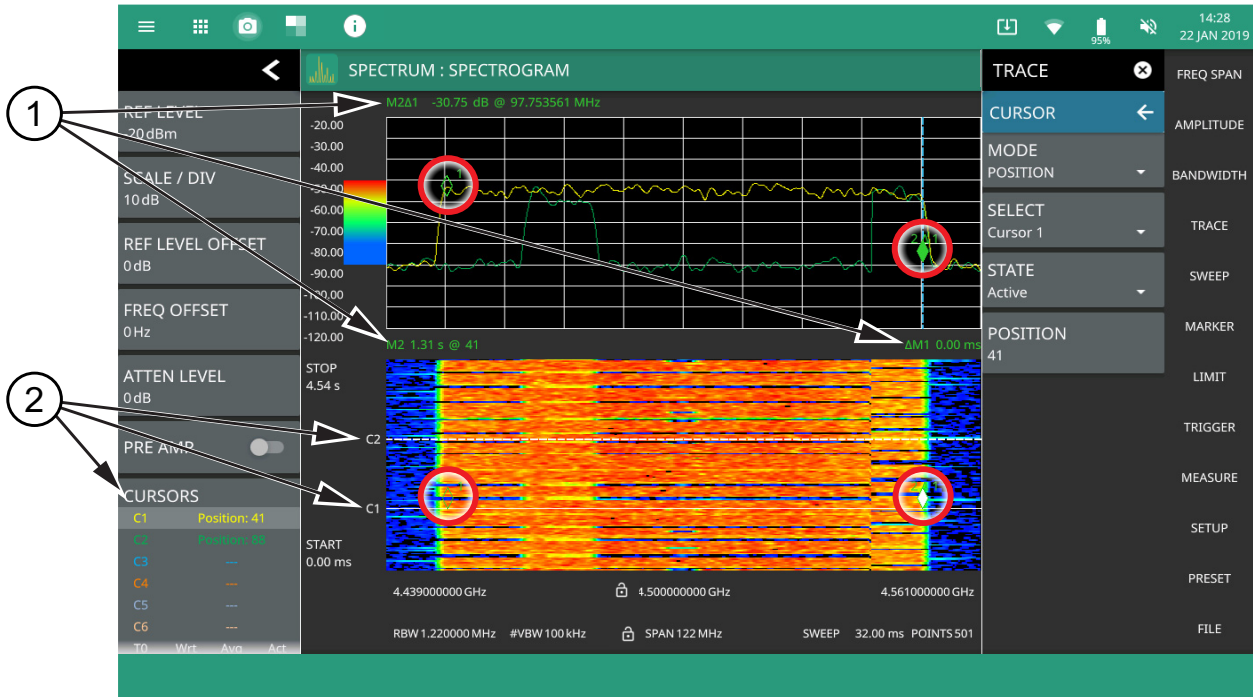 14:28
95%
22 JAN 2019
SPECTRUM : SPECTROGRAM
TRACE
FREQ SPAN
1
M2Δ1 -30.75 dB @ 97.753561 MHz
REF LEVEL
-20 dBm
CURSOR
AMPLITUDE
-20.00
-30.00
-40.00
-50.00
-60.00
-70.00
-80.00
-90.00
-100.00
-110.00
-120.00
1
2Δ1
MODE
POSITION
BANDWIDTH
SCALE / DIV
10 dB
SELECT
Cursor 1
TRACE
REF LEVEL OFFSET
0 dB
STATE
Active
SWEEP
FREQ OFFSET
0 Hz
POSITION
41
MARKER
M2 1.31 s @ 41
ΔM1 0.00 ms
STOP
4.54 s
ATTEN LEVEL
0 dB
LIMIT
2
C2
TRIGGER
PRE AMP
MEASURE
CURSORS
C1
C1 Position: 41
C2 Position: 88
C3 ---
C4 ---
C5 ---
C6 ---
T0 Wrt Avg Act
START
0.00 ms
SETUP
PRESET
FILE
4.439000000 GHz 4.500000000 GHz 4.561000000 GHz
RBW 1.220000 MHz #VBW 100 kHz SPAN 122 MHz SWEEP 32.00 ms POINTS 501